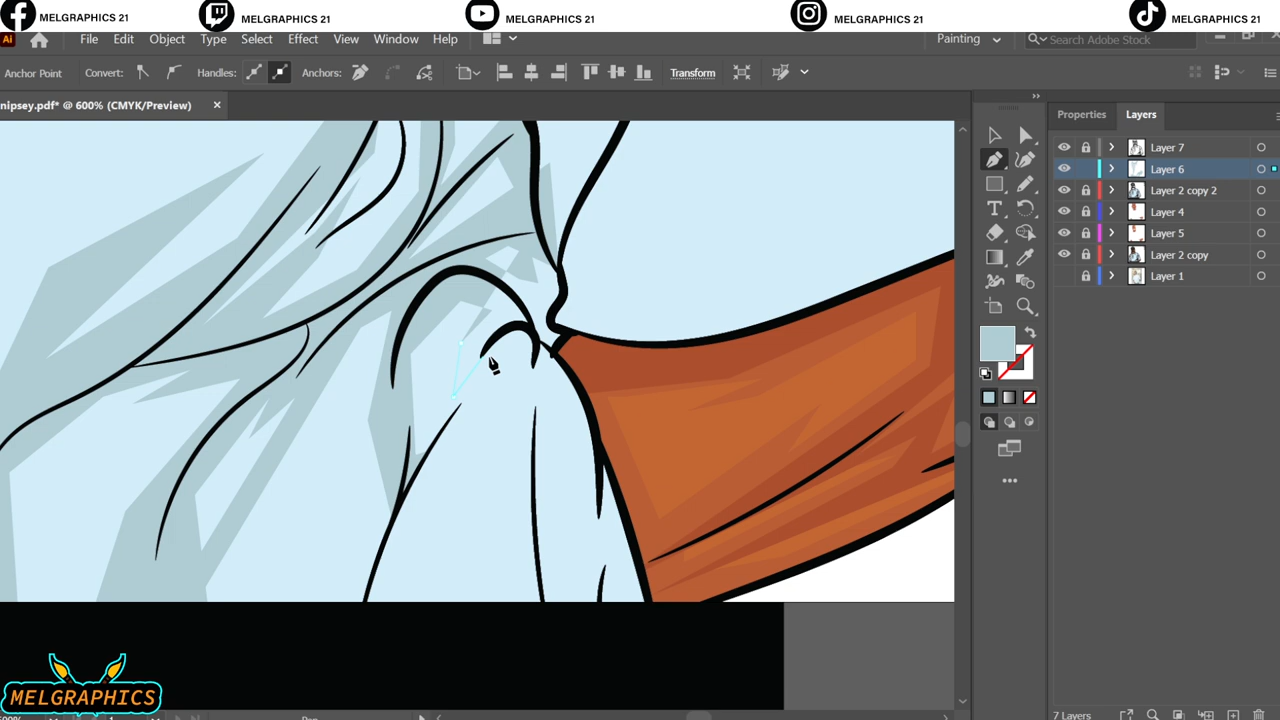 MELGRAPHICS 21
MELGRAPHICS 21
MELGRAPHICS 21
MELGRAPHICS 21
MELGRAPHICS 21
Ai
File Edit Object Type Select Effect View Window Help
Painting
Search Adobe Stock
Anchor Point
Convert:
Handles:
Anchors:
Transform
nipsey.pdf* @ 600% (CMYK/Preview)
Properties
Layers
Layer 7
Layer 6
Layer 2 copy 2
Layer 4
Layer 5
Layer 2 copy
Layer 1
MELGRAPHICS
7 Layers